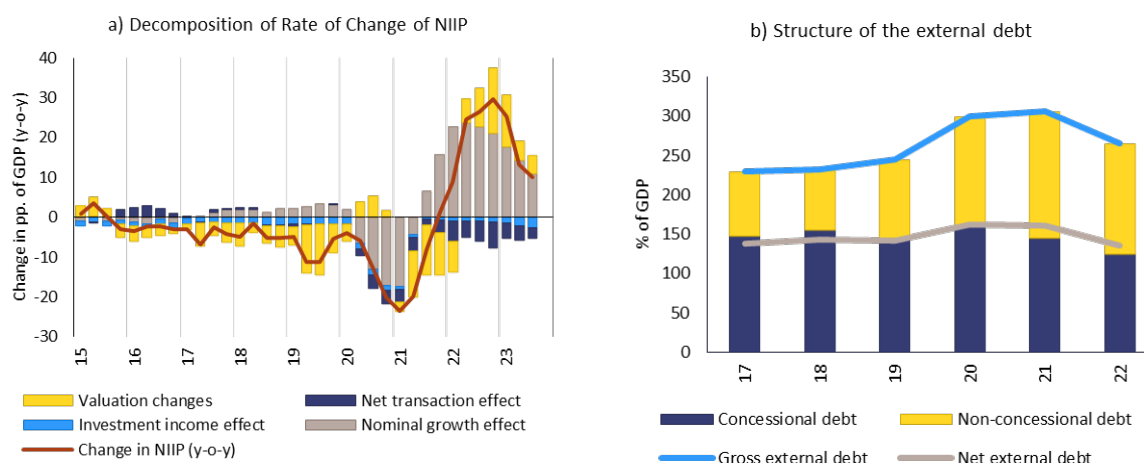 a) Decomposition of Rate of Change of NIIP
Change in pp. of GDP (y-o-y)
40
30
20
10
0
-10
-20
-30
15
16
17
18
19
20
21
22
23
Valuation changes
Net transaction effect
Investment income effect
Nominal growth effect
Change in NIIP (y-o-y)
b) Structure of the external debt
% of GDP
350
300
250
200
150
100
50
0
17
18
19
20
21
22
Concessional debt
Non-concessional debt
Gross external debt
Net external debt